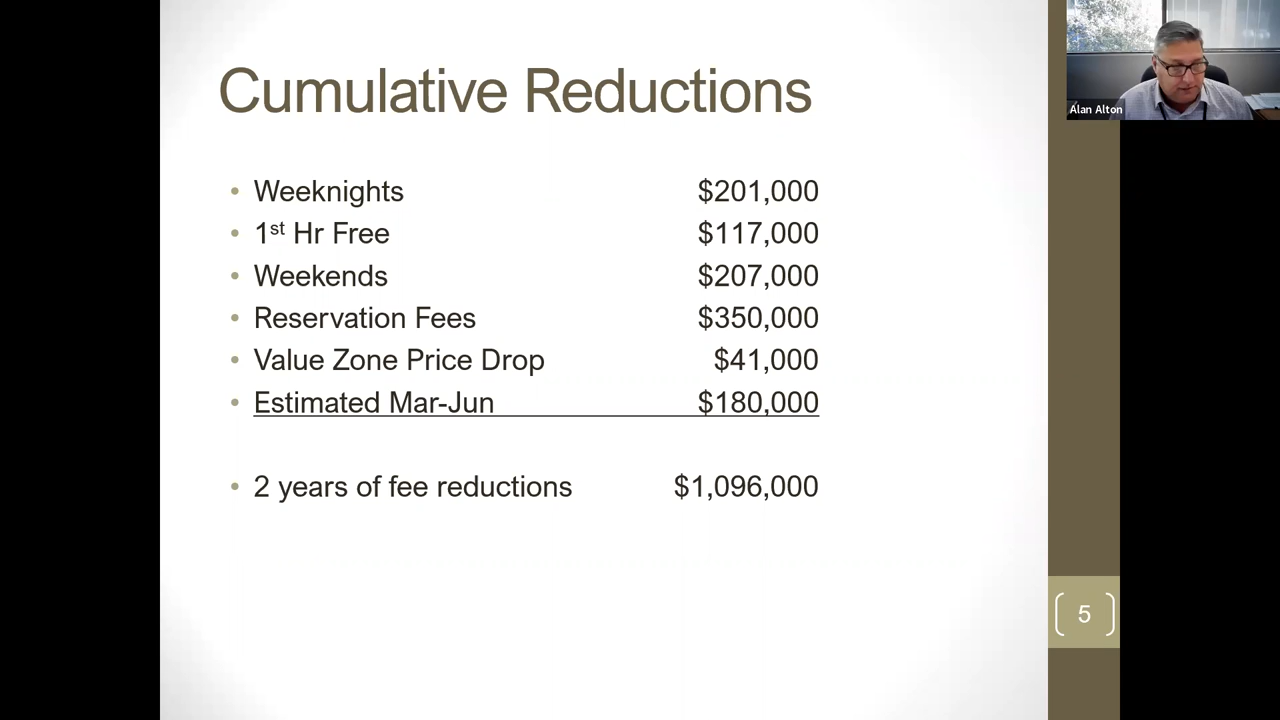 Cumulative Reductions
• Weeknights $201,000
• 1st Hr Free $117,000
• Weekends $207,000
• Reservation Fees $350,000
• Value Zone Price Drop $41,000
• Estimated Mar-Jun $180,000
• 2 years of fee reductions $1,096,000
5
Alan Alton